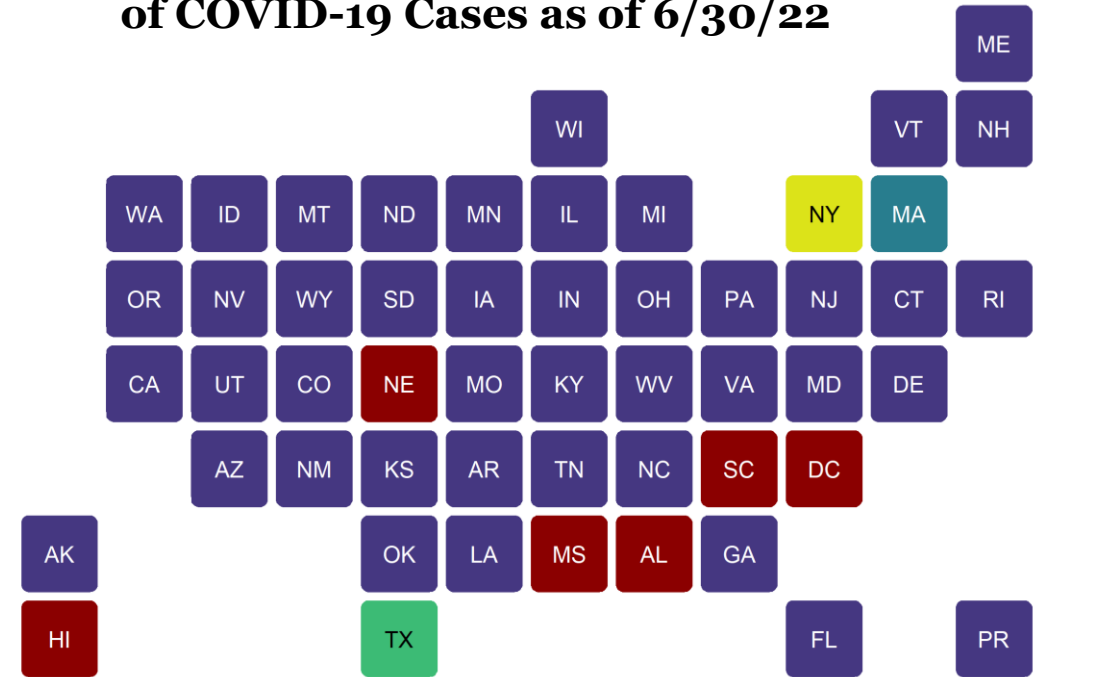 of COVID-19 Cases as of 6/30/22
ME
WI VT NH
WA ID MT ND MN IL MI NY MA
OR NV WY SD IA IN OH PA NJ CT RI
CA UT CO NE MO KY WV VA MD DE
AZ NM KS AR TN NC SC DC
AK OK LA MS AL GA
HI TX FL PR